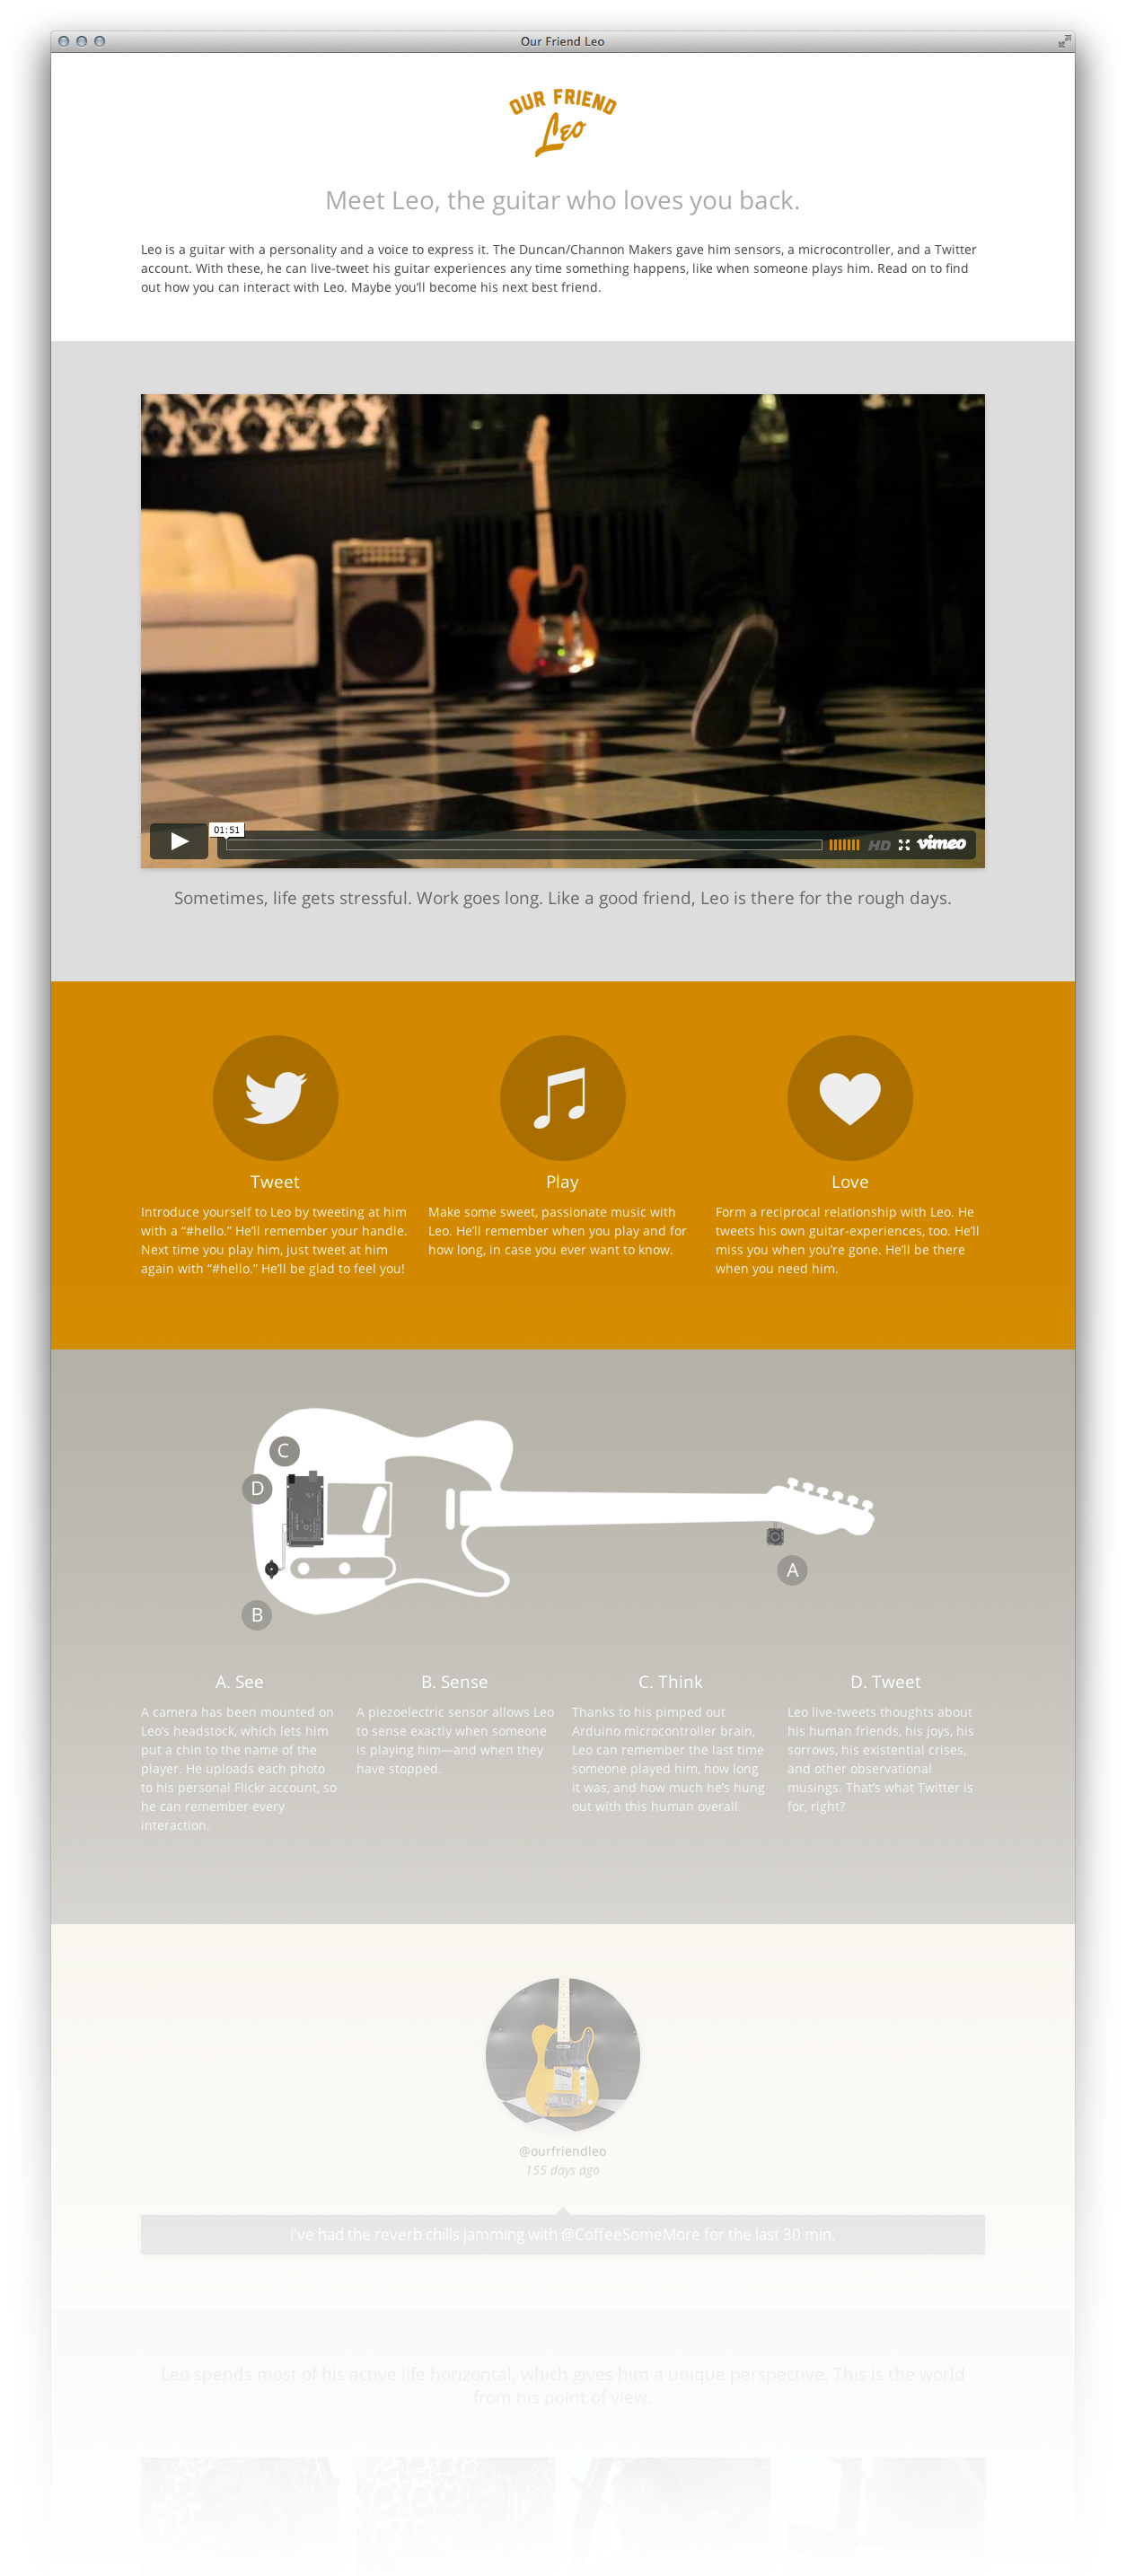 Our Friend Leo
OUR FRIEND
Leo
Meet Leo, the guitar who loves you back.
Leo is a guitar with a personality and a voice to express it. The Duncan/Channon Makers gave him sensors, a microcontroller, and a Twitter
account. With these, he can live-tweet his guitar experiences any time something happens, like when someone plays him. Read on to find
out how you can interact with Leo. Maybe you’ll become his next best friend.
01:51
HD
vimeo
Sometimes, life gets stressful. Work goes long. Like a good friend, Leo is there for the rough days.
Tweet
Introduce yourself to Leo by tweeting at him
with a “#hello.” He’ll remember your handle.
Next time you play him, just tweet at him
again with “#hello.” He’ll be glad to feel you!
Play
Make some sweet, passionate music with
Leo. He’ll remember when you play and for
how long, in case you ever want to know.
Love
Form a reciprocal relationship with Leo. He
tweets his own guitar-experiences, too. He’ll
miss you when you’re gone. He’ll be there
when you need him.
C
D
A
B
A. See
A camera has been mounted on
Leo’s headstock, which lets him
put a chin to the name of the
player. He uploads each photo
to his personal Flickr account, so
he can remember every
interaction.
B. Sense
A piezoelectric sensor allows Leo
to sense exactly when someone
is playing him—and when they
have stopped.
C. Think
Thanks to his pimped out
Arduino microcontroller brain,
Leo can remember the last time
someone played him, how long
it was, and how much he’s hung
out with this human overall.
D. Tweet
Leo live-tweets thoughts about
his human friends, his joys, his
sorrows, his existential crises,
and other observational
musings. That’s what Twitter is
for, right?
@ourfriendleo
155 days ago
i've had the reverb chills jamming with @CoffeeSomeMore for the last 30 min.
Leo spends most of his active life horizontal, which gives him a unique perspective. This is the world
from his point of view.